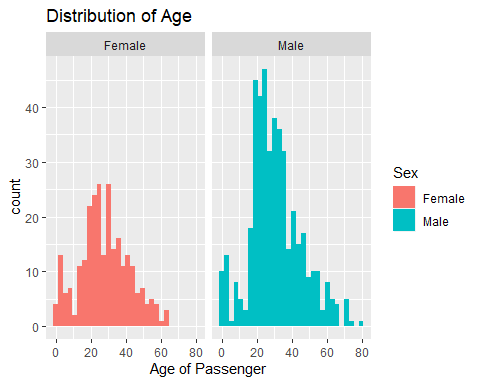 Distribution of Age
Female
Male
count
40
30
20
10
0
0 20 40 60 80
0 20 40 60 80
Age of Passenger
Sex
Female
Male